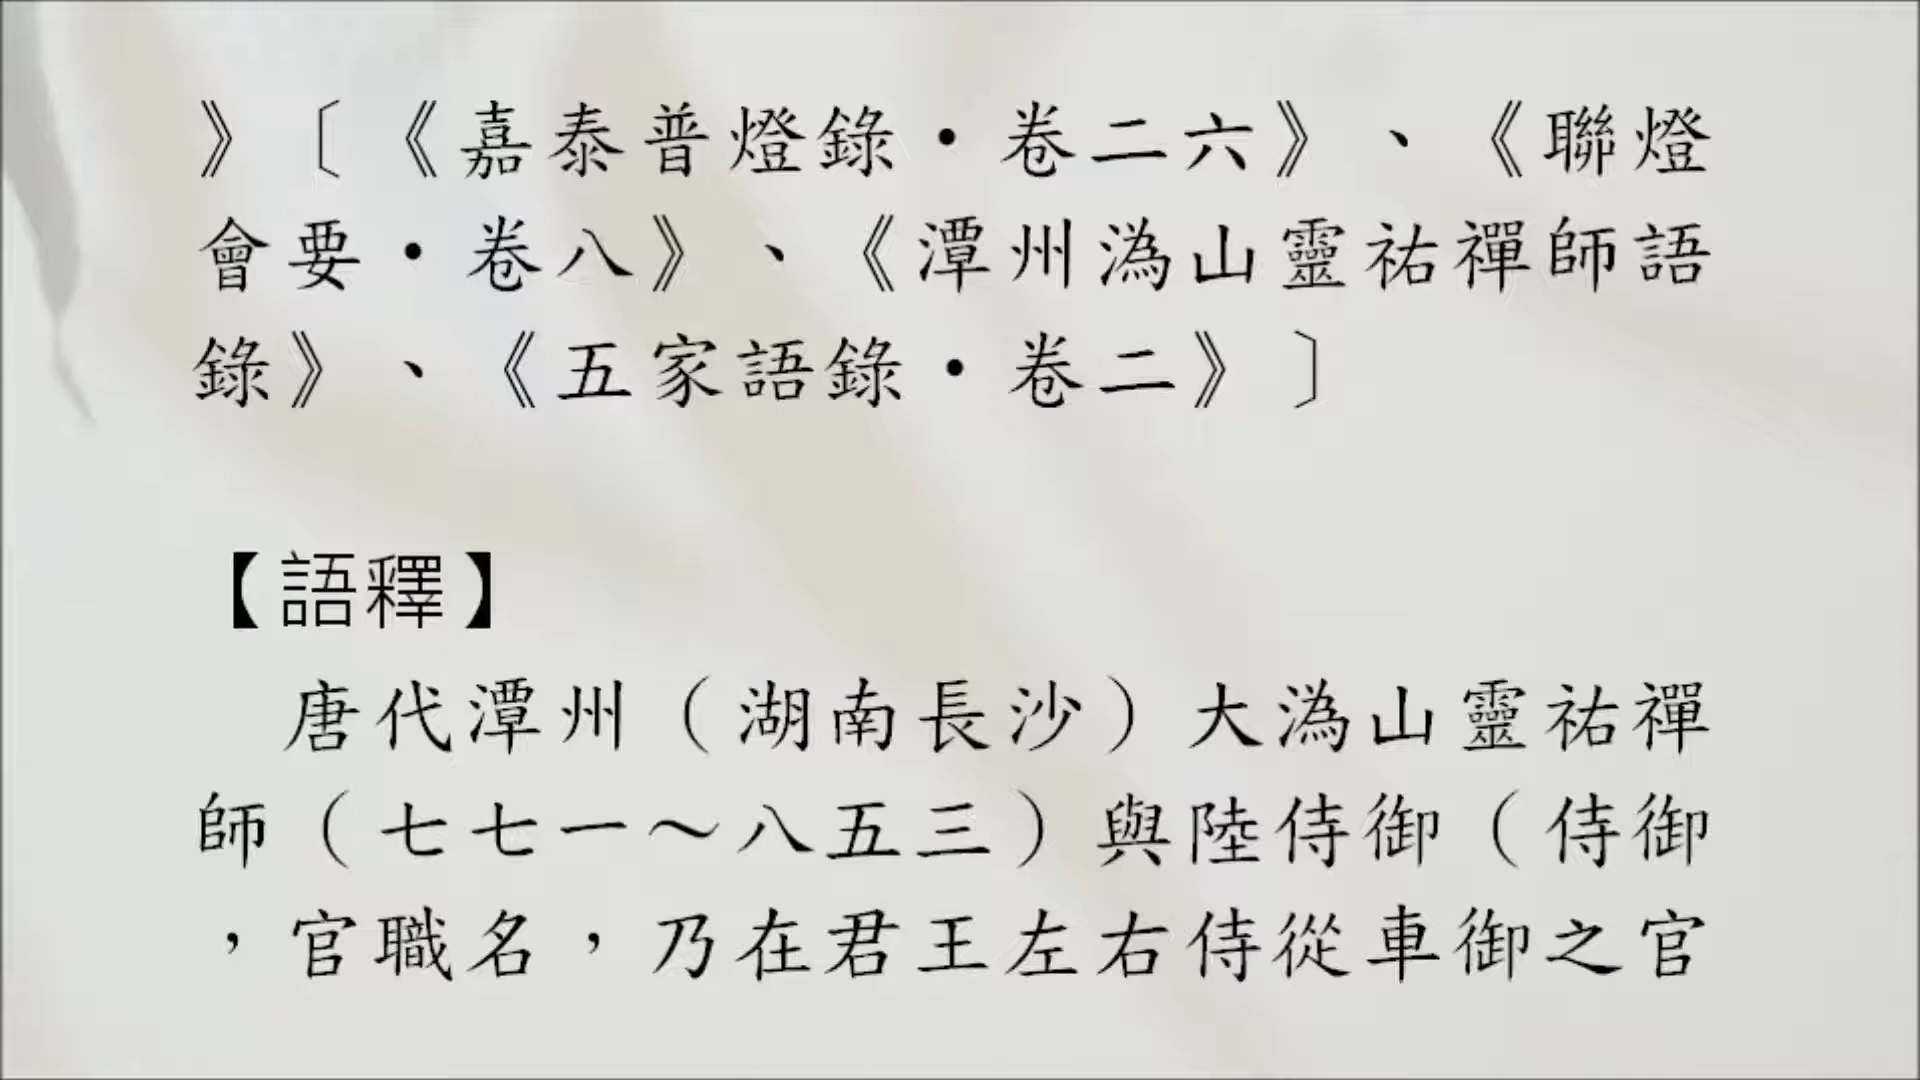 》〔《嘉泰普燈錄·卷二六》、《聯燈
會要·卷八》、《潭州溈山靈祐禪師語
錄》、《五家語錄·卷二》〕
【語釋】
唐代潭州（湖南長沙）大溈山靈祐禪
師（七七一～八五三）與陸侍御（侍御
，官職名，乃在君王左右侍從車御之官